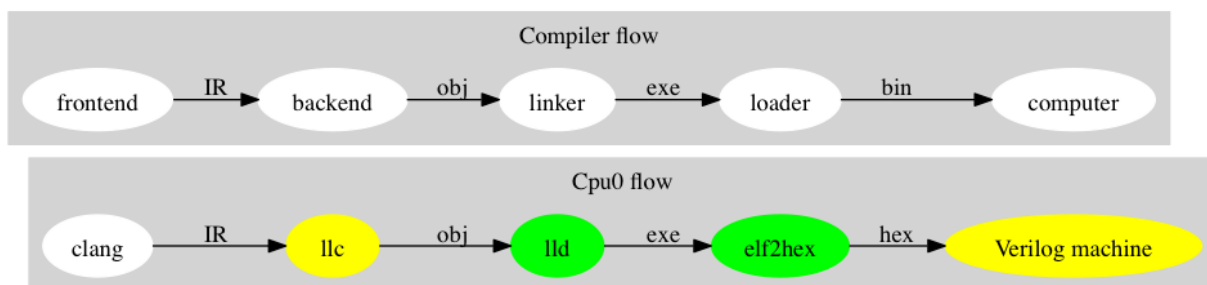 Compiler flow
frontend IR backend obj linker exe loader bin computer
Cpu0 flow
clang IR llc obj lld exe elf2hex hex Verilog machine